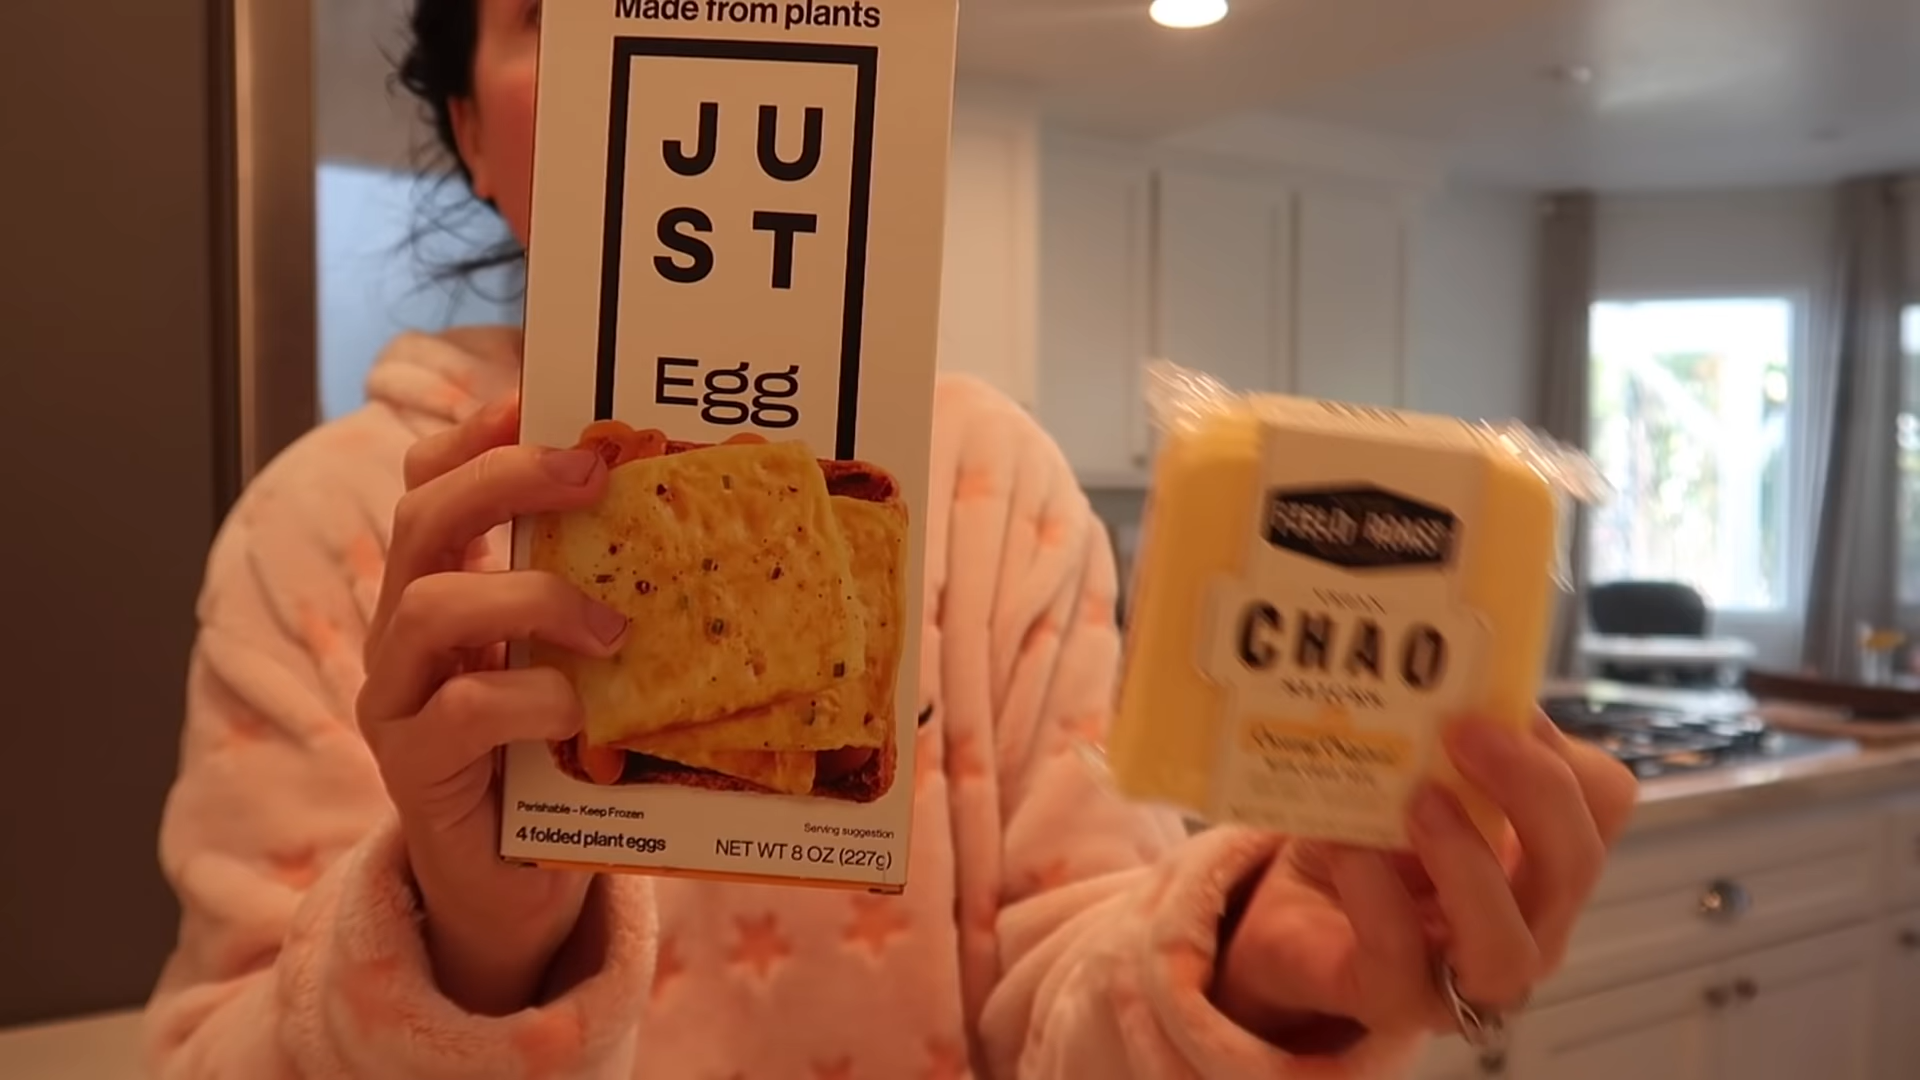 Made from plants
JU
ST
Egg
Perishable – Keep Frozen
4 folded plant eggs
Serving suggestion
NET WT 8 OZ (227g)
FIELD ROAST
CHAO